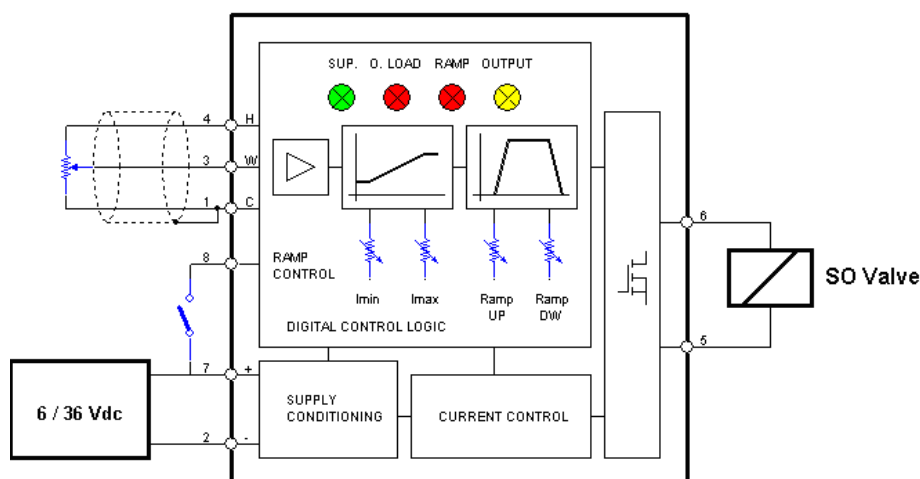 SUP. O. LOAD RAMP OUTPUT
4 H
3 W
1 C
8 RAMP
CONTROL
Imin Imax Ramp
UP Ramp
DW
DIGITAL CONTROL LOGIC
6
SO Valve
5
7 +
6 / 36 Vdc
2 -
SUPPLY
CONDITIONING
CURRENT CONTROL